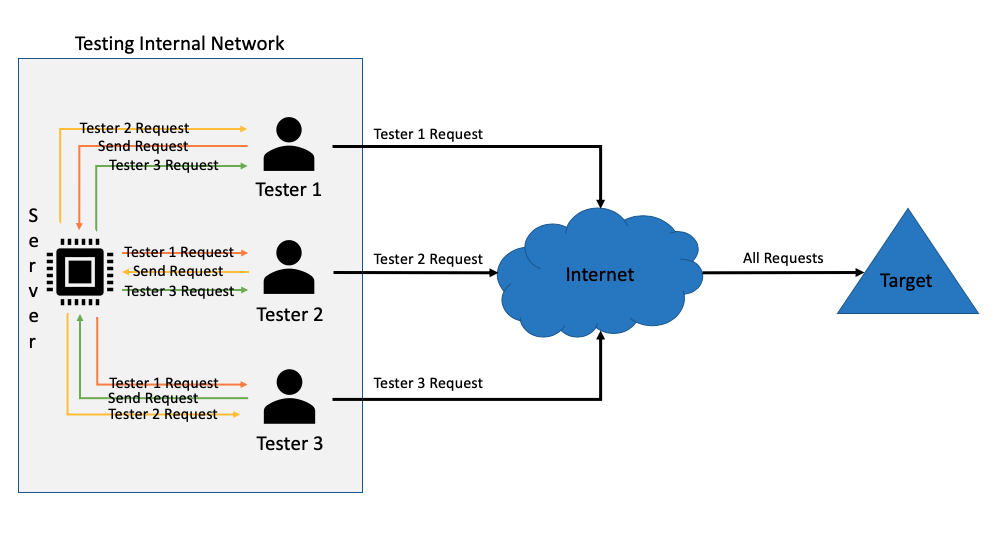 Testing Internal Network
Tester 2 Request
Send Request
Tester 3 Request
Tester 1
Tester 1 Request
Server
Tester 1 Request
Send Request
Tester 3 Request
Tester 2
Tester 2 Request
Internet
All Requests
Target
Tester 1 Request
Send Request
Tester 2 Request
Tester 3
Tester 3 Request